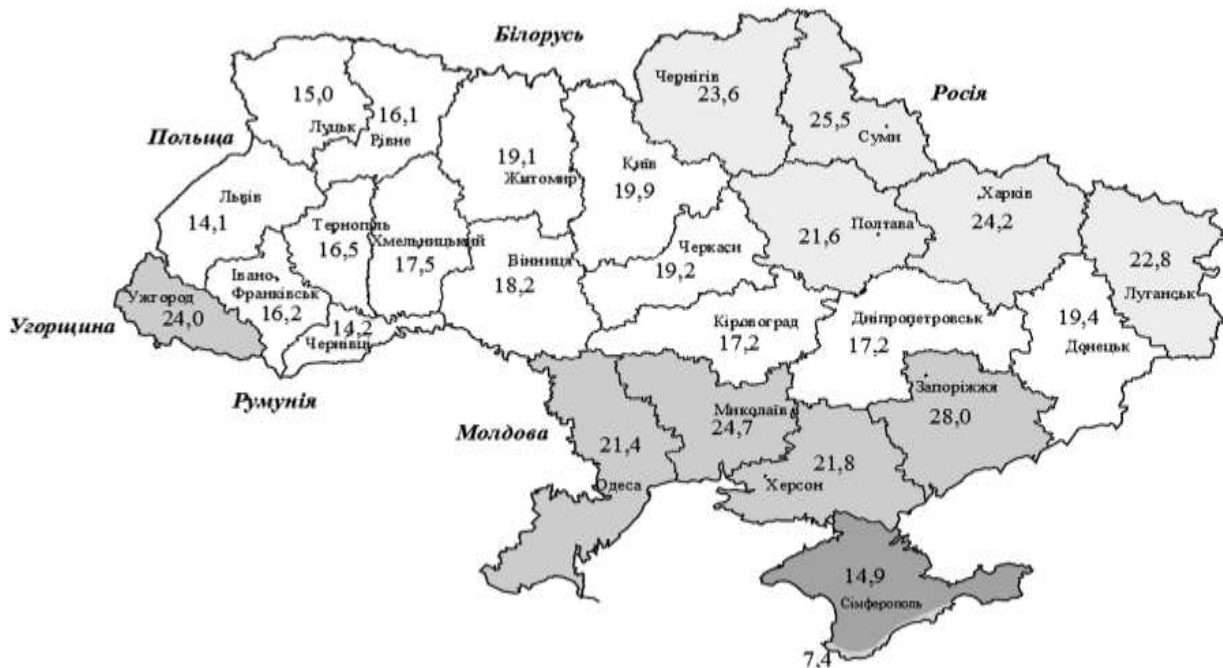 Білорусь
Чернігів
23,6
Росія
15,0
Луцьк
16,1
Рівне
Польща
25,5
Суми
19,1
Житомир
Київ
19,9
Львів
14,1
Тернопіль
16,5
Хмельницький
17,5
Вінниця
18,2
Черкаси
19,2
21,6
Полтава
Харків
24,2
22,8
Луганськ
Ужгород
24,0
Івано
Франківськ
16,2
14,2
Чернівці
Угорщина
Кіровоград
17,2
Дніпропетровськ
17,2
19,4
Донецьк
Румунія
Молдова
21,4
Одеса
Миколаїв
24,7
21,8
Херсон
Запоріжжя
28,0
14,9
Сімферополь
7,4